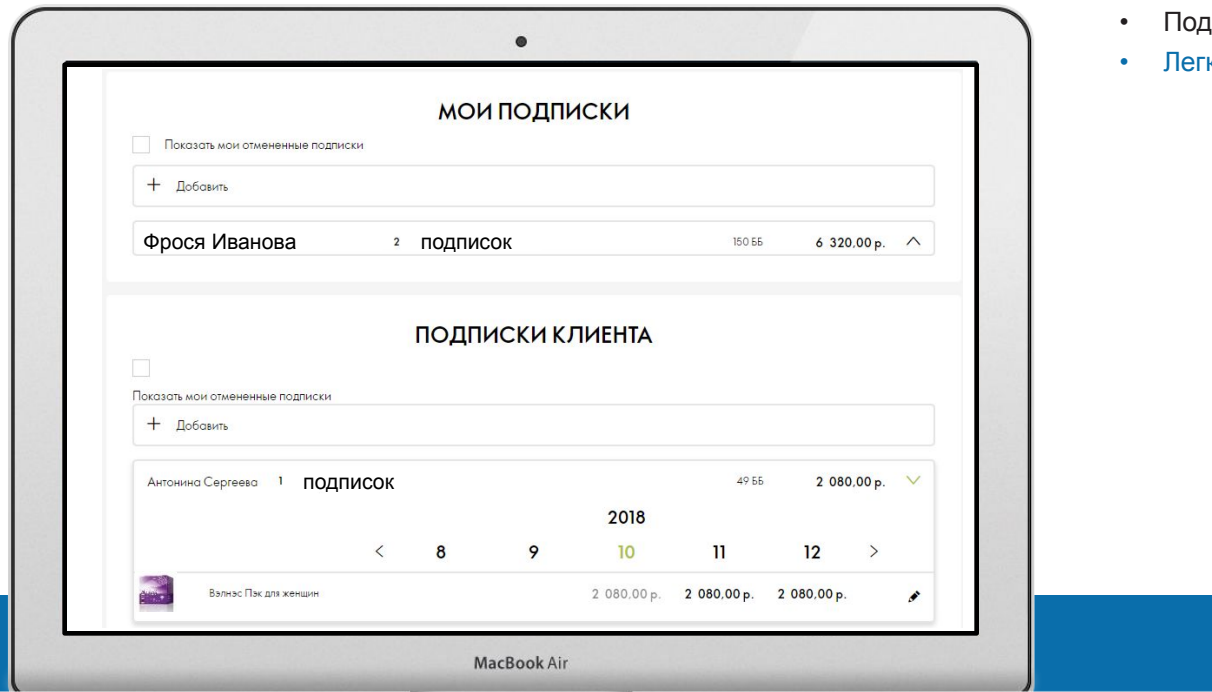 МОИ ПОДПИСКИ
Показать мои отмененные подписки
+ Добавить
Фрося Иванова 2 подписок 150 ББ 6 320,00 р.
ПОДПИСКИ КЛИЕНТА
Показать мои отмененные подписки
+ Добавить
Антонина Сергеева 1 подписок 49 ББ 2 080,00 р.
2018
< 8 9 10 11 12 >
Вэлнэс Пэк для женщин 2 080,00 р. 2 080,00 р. 2 080,00 р.
MacBook Air
• Под
• Легк